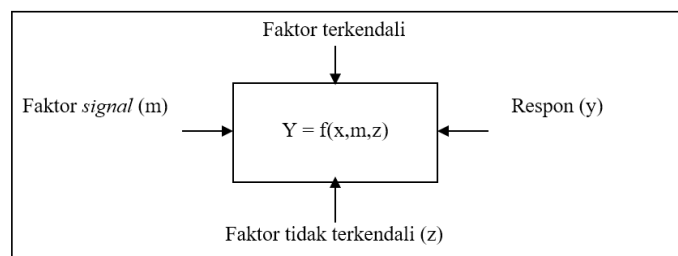 Faktor terkendali
Faktor signal (m)
Respon (y)
Y = f(x,m,z)
Faktor tidak terkendali (z)